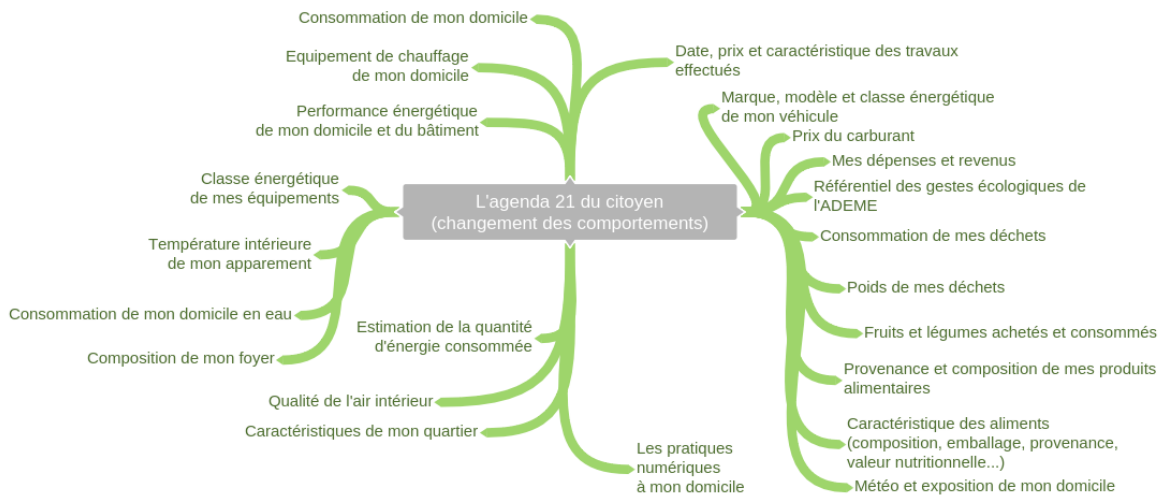 Consommation de mon domicile
Equipement de chauffage
de mon domicile
Performance énergétique
de mon domicile et du bâtiment
Classe énergétique
de mes équipements
Température intérieure
de mon apparement
Consommation de mon domicile en eau
Composition de mon foyer
L'agenda 21 du citoyen
(changement des comportements)
Estimation de la quantité
d'énergie consommée
Qualité de l'air intérieur
Caractéristiques de mon quartier
Les pratiques
numériques
à mon domicile
Date, prix et caractéristique des travaux
effectués
Marque, modèle et classe énergétique
de mon véhicule
Prix du carburant
Mes dépenses et revenus
Référentiel des gestes écologiques de
l'ADEME
Consommation de mes déchets
Poids de mes déchets
Fruits et légumes achetés et consommés
Provenance et composition de mes produits
alimentaires
Caractéristique des aliments
(composition, emballage, provenance,
valeur nutritionnelle...)
Météo et exposition de mon domicile